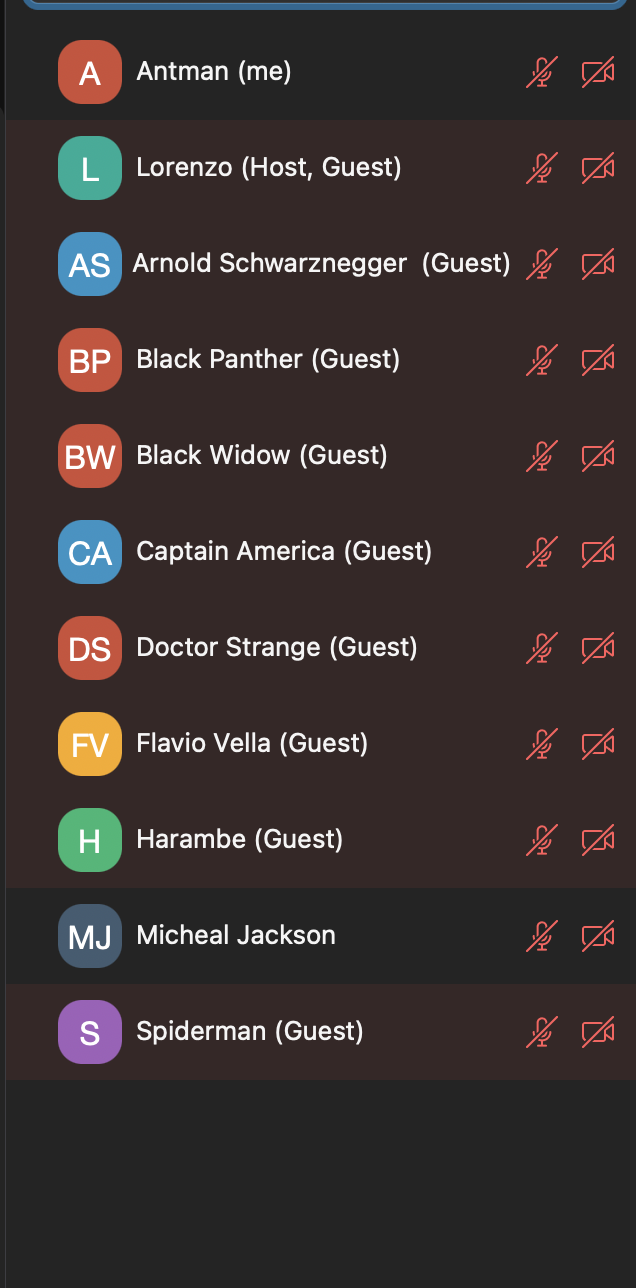 A Antman (me)
L Lorenzo (Host, Guest)
AS Arnold Schwarznegger (Guest)
BP Black Panther (Guest)
BW Black Widow (Guest)
CA Captain America (Guest)
DS Doctor Strange (Guest)
FV Flavio Vella (Guest)
H Harambe (Guest)
MJ Micheal Jackson
S Spiderman (Guest)